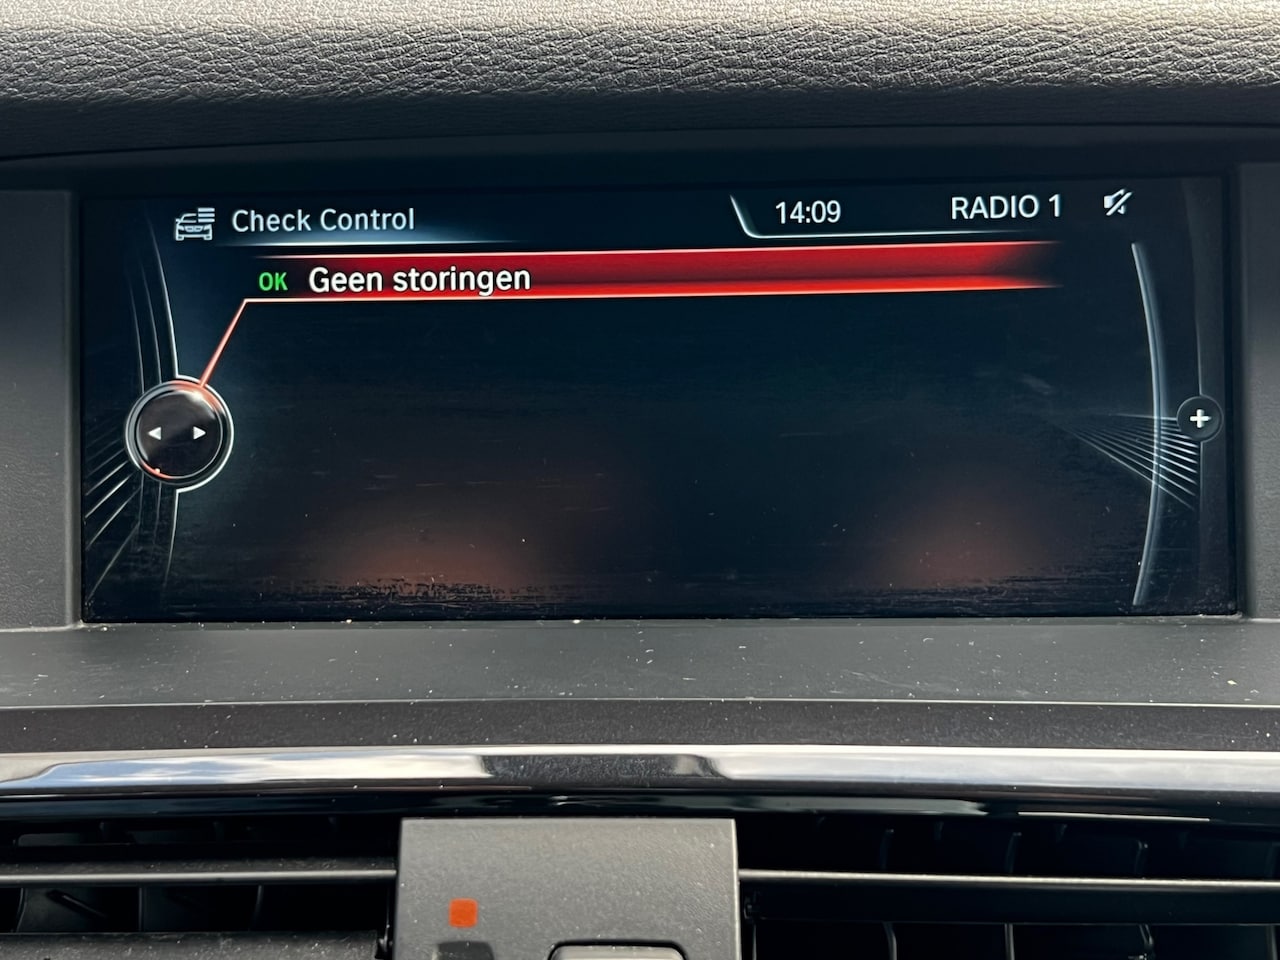 Check Control
14:09
RADIO 1
OK Geen storingen